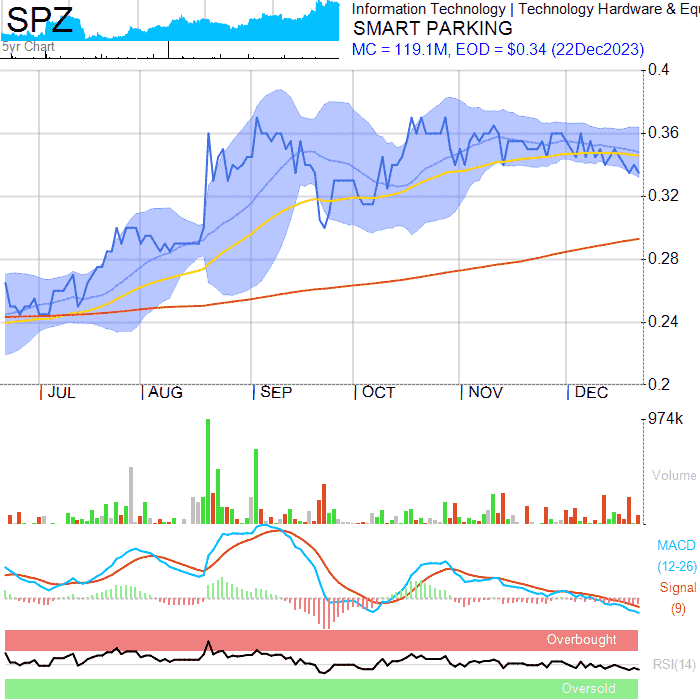 SPZ
5yr Chart
Information Technology | Technology Hardware & Equ
SMART PARKING
MC = 119.1M, EOD = $0.34 (22Dec2023)
0.4
0.36
0.32
0.28
0.24
0.2
JUL AUG SEP OCT NOV DEC
974k
Volume
MACD
(12-26)
Signal
(9)
Overbought
RSI(14)
Oversold